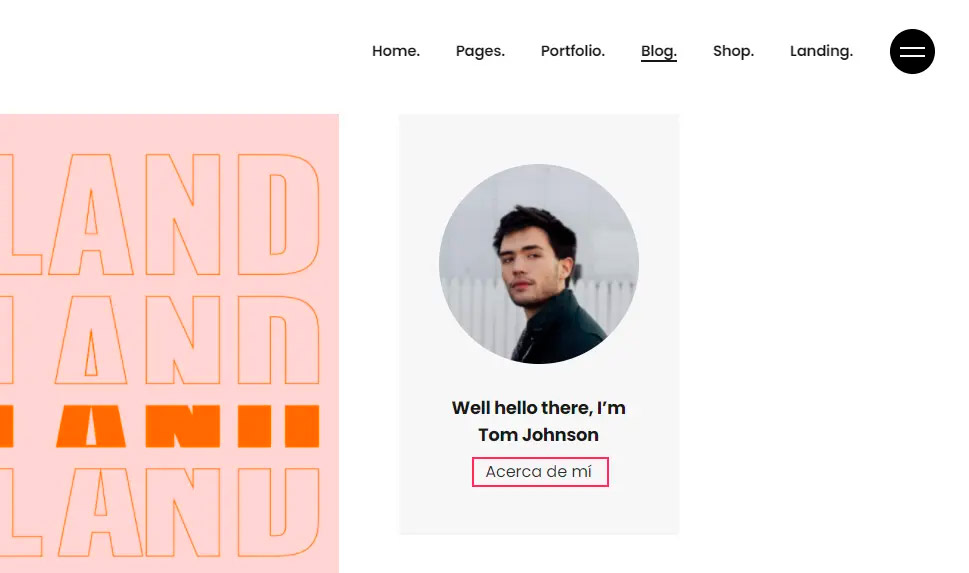 Home.
Pages.
Portfolio.
Blog.
Shop.
Landing.
LAND
LAND
LAND
LAND
Well hello there, I’m
Tom Johnson
Acerca de mí